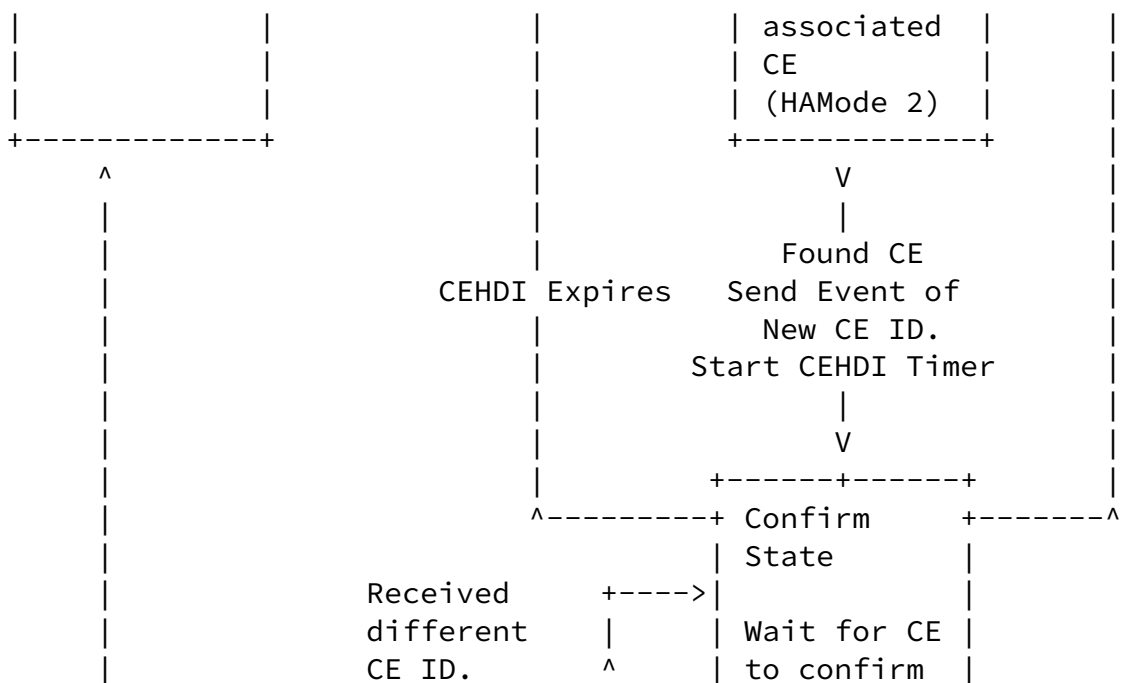 |             |             |         | associated  |      |
|             |             |         | CE          |      |
|             |             |         | (HAMode 2)  |      |
+-------------+             |         +-------------+      |
     ^                      |               V              |
     |                      |               |              |
     |                      |           Found CE           |
     |                CEHDI Expires   Send Event of        |
     |                      |          New CE ID.          |
     |                      |      Start CEHDI Timer       |
     |                      |               |              |
     |                      |               V              |
     |                      |        +------+------+       |
     |                      ^---------+ Confirm     +-------^
     |                                | State       |
     |              Received     +---->|             |
     |              different    |     | Wait for CE |
     |              CE ID.       ^     | to confirm  |